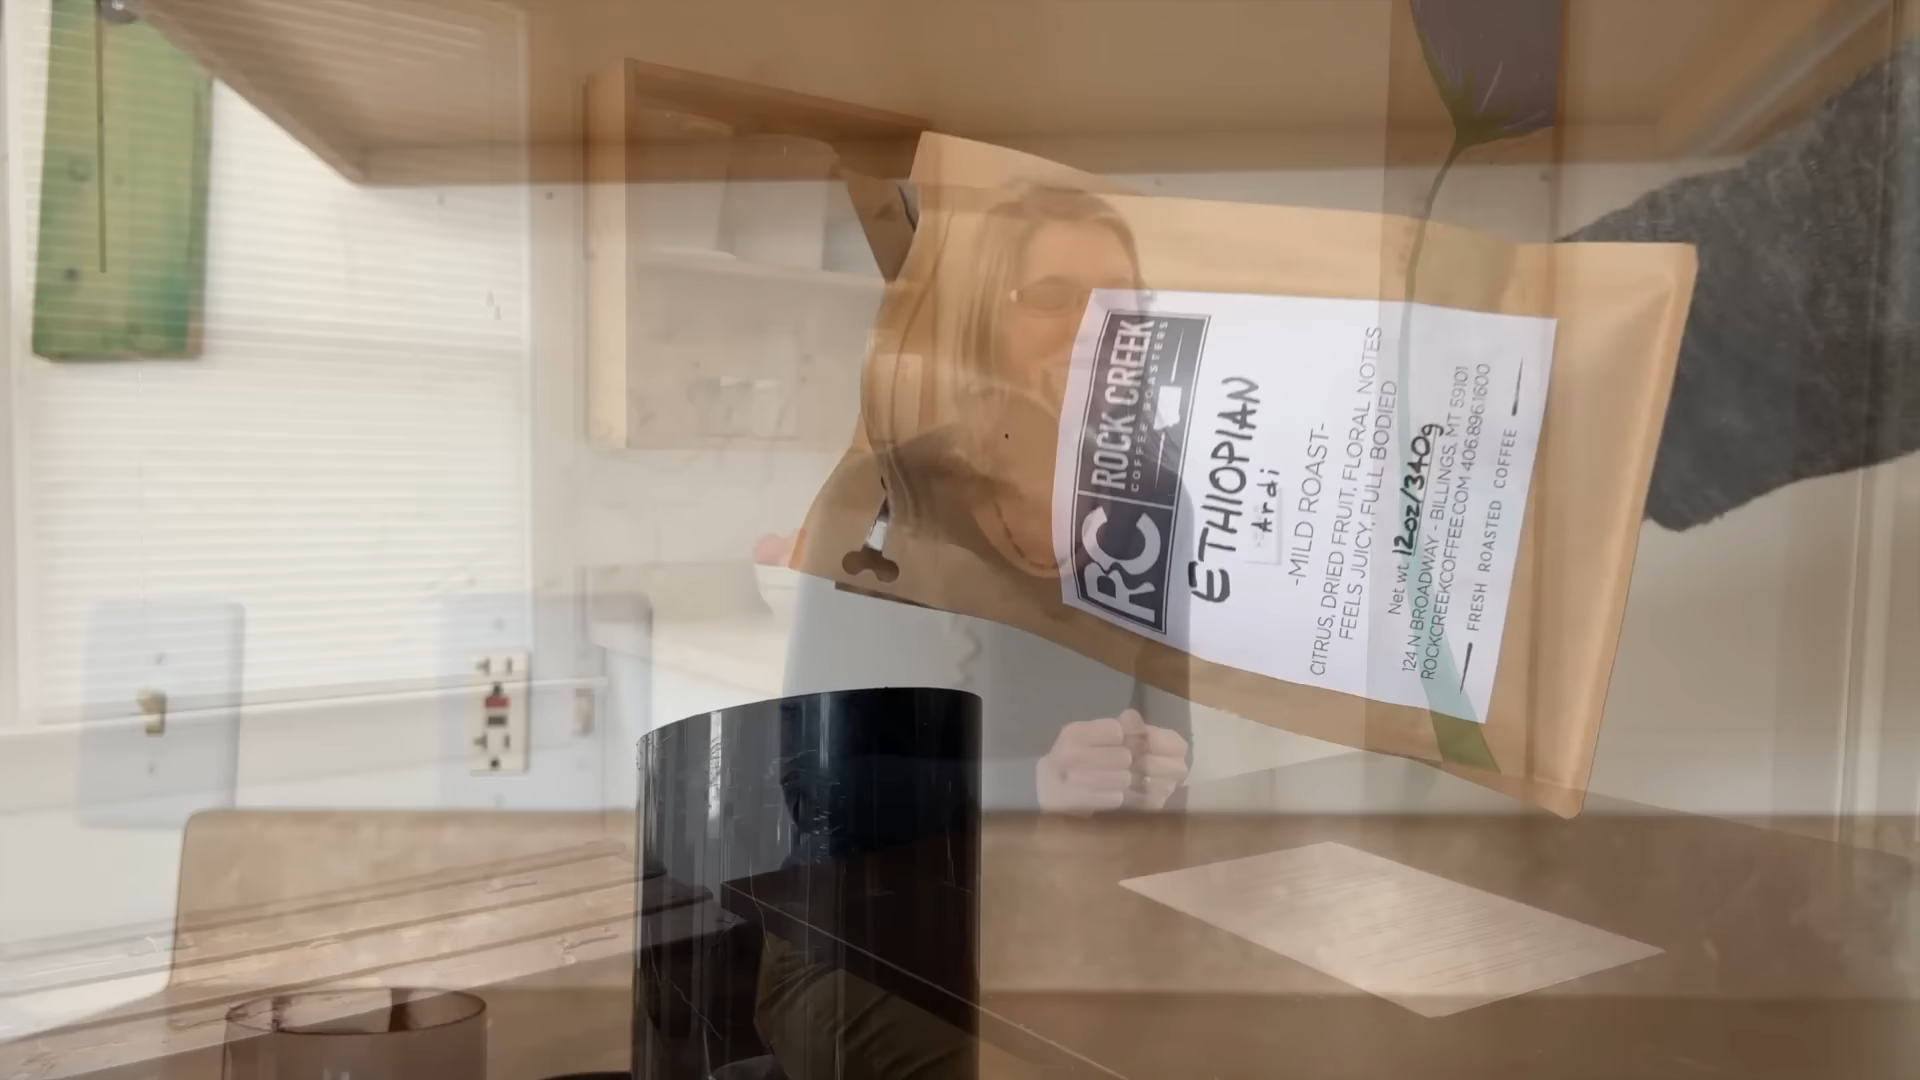 RC ROCK CREEK
COFFEE ROASTERS
ETHIOPIAN
Ardi
-MILD ROAST-
CITRUS, DRIED FRUIT, FLORAL NOTES
FEELS JUICY, FULL BODIED
Net wt. 12oz/340g
124 N BROADWAY - BILLINGS, MT 59101
ROCKCREEKCOFFEE.COM 406.896.1600
FRESH ROASTED COFFEE